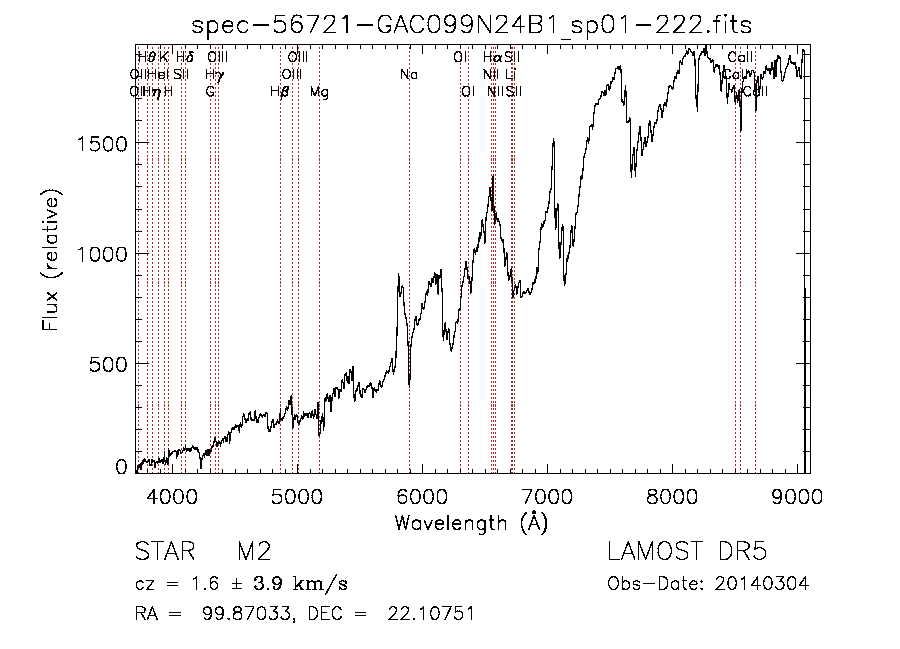 spec-56721-GAC099N24B1_sp01-222.fits
Hθ K Hδ OIII OIII OI Hα SII CaII
OII HeI SII Hγ OIII Na NII Li CaII
OII Hη H G Hβ Mg OI NII SII Mg CaII
1500
1000
500
0
Flux (relative)
4000 5000 6000 7000 8000 9000
Wavelength (Å)
STAR M2 LAMOST DR5
cz = 1.6 ± 3.9 km/s Obs-Date: 20140304
RA = 99.87033, DEC = 22.10751